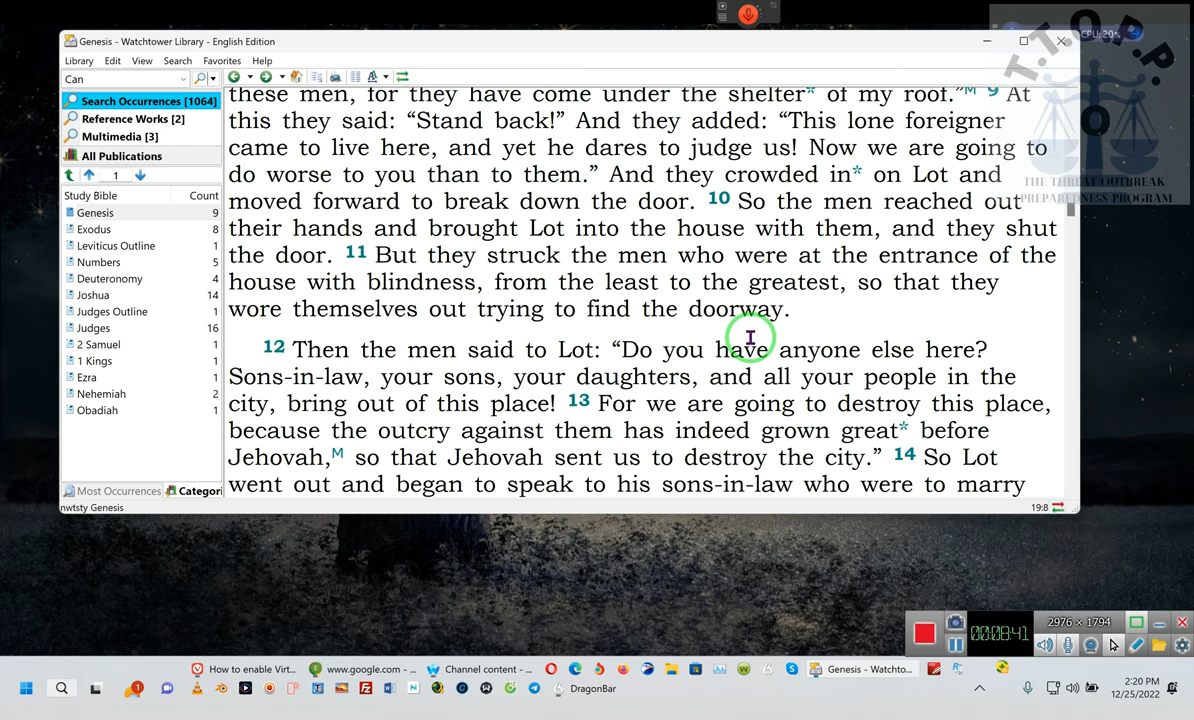 T.T.O.P.P.
CPU:20%
O
THE THREAT OUTBREAK
PREPAREDNESS PROGRAM
Genesis - Watchtower Library - English Edition
Library Edit View Search Favorites Help
Can
Search Occurrences [1064]
Reference Works [2]
Multimedia [3]
All Publications
1
Study Bible Count
Genesis 9
Exodus 8
Leviticus Outline 1
Numbers 5
Deuteronomy 4
Joshua 14
Judges Outline 1
Judges 16
2 Samuel 1
1 Kings 1
Ezra 1
Nehemiah 2
Obadiah 1
Most Occurrences Categori
nwtsty Genesis
19:8
these men, for they have come under the shelter* of my roof.”M 9 At
this they said: “Stand back!” And they added: “This lone foreigner
came to live here, and yet he dares to judge us! Now we are going to
do worse to you than to them.” And they crowded in* on Lot and
moved forward to break down the door. 10 So the men reached out
their hands and brought Lot into the house with them, and they shut
the door. 11 But they struck the men who were at the entrance of the
house with blindness, from the least to the greatest, so that they
wore themselves out trying to find the doorway.
12 Then the men said to Lot: “Do you have anyone else here?
Sons-in-law, your sons, your daughters, and all your people in the
city, bring out of this place! 13 For we are going to destroy this place,
because the outcry against them has indeed grown great* before
Jehovah,M so that Jehovah sent us to destroy the city.” 14 So Lot
went out and began to speak to his sons-in-law who were to marry
00:08:41
2976 × 1794
How to enable Virt...
www.google.com - ...
Channel content - ...
Genesis - Watchto...
DragonBar
2:20 PM
12/25/2022